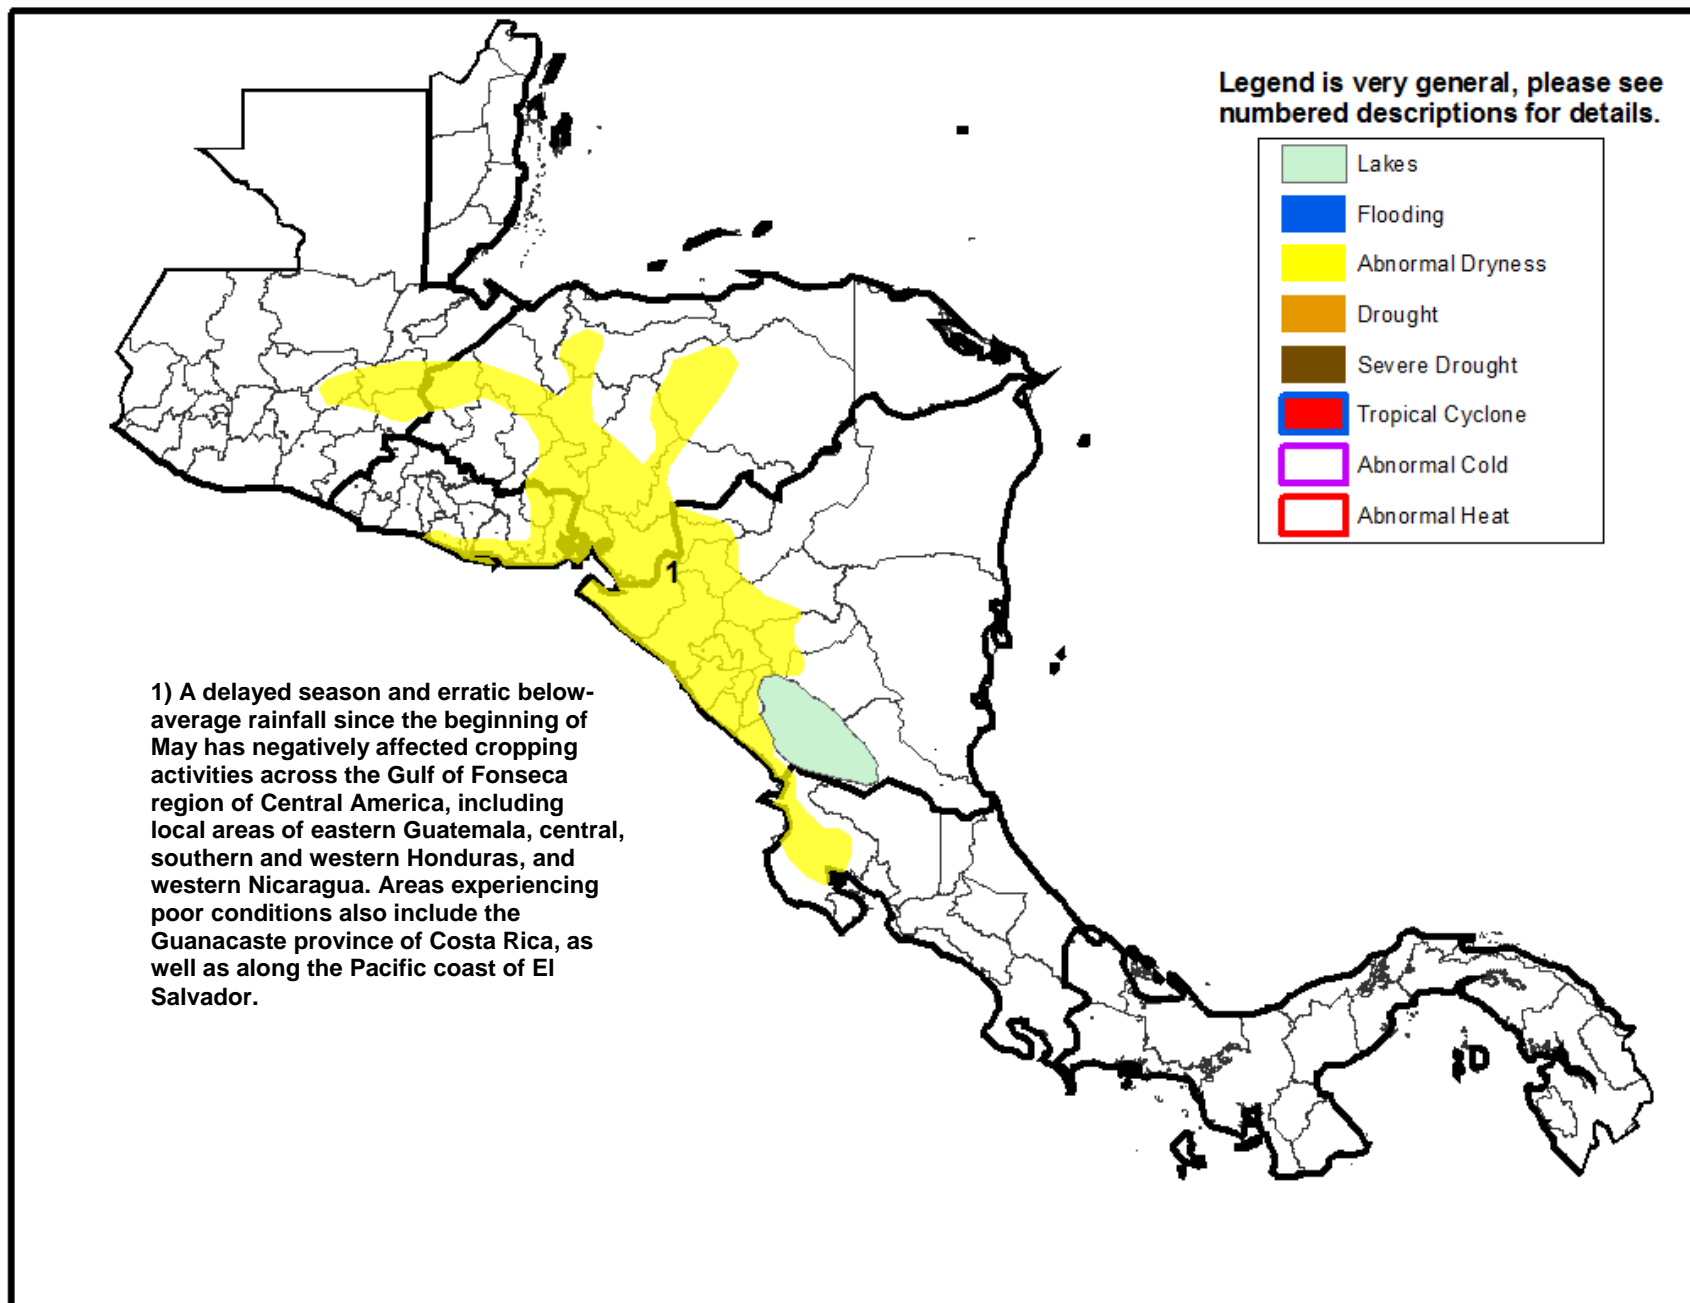 Legend is very general, please see
numbered descriptions for details.
Lakes
Flooding
Abnormal Dryness
Drought
Severe Drought
Tropical Cyclone
Abnormal Cold
Abnormal Heat
1
1) A delayed season and erratic below-
average rainfall since the beginning of
May has negatively affected cropping
activities across the Gulf of Fonseca
region of Central America, including
local areas of eastern Guatemala, central,
southern and western Honduras, and
western Nicaragua. Areas experiencing
poor conditions also include the
Guanacaste province of Costa Rica, as
well as along the Pacific coast of El
Salvador.